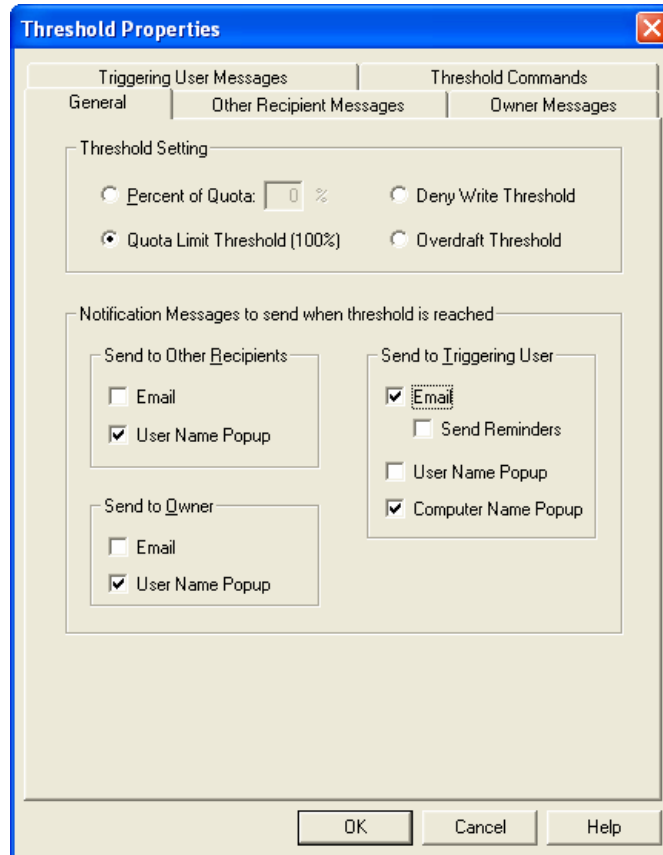 Threshold Properties
Triggering User Messages Threshold Commands
General Other Recipient Messages Owner Messages
Threshold Setting
Percent of Quota: 0 % Deny Write Threshold
Quota Limit Threshold (100%) Overdraft Threshold
Notification Messages to send when threshold is reached
Send to Other Recipients
Email
User Name Popup
Send to Owner
Email
User Name Popup
Send to Triggering User
Email
Send Reminders
User Name Popup
Computer Name Popup
OK Cancel Help